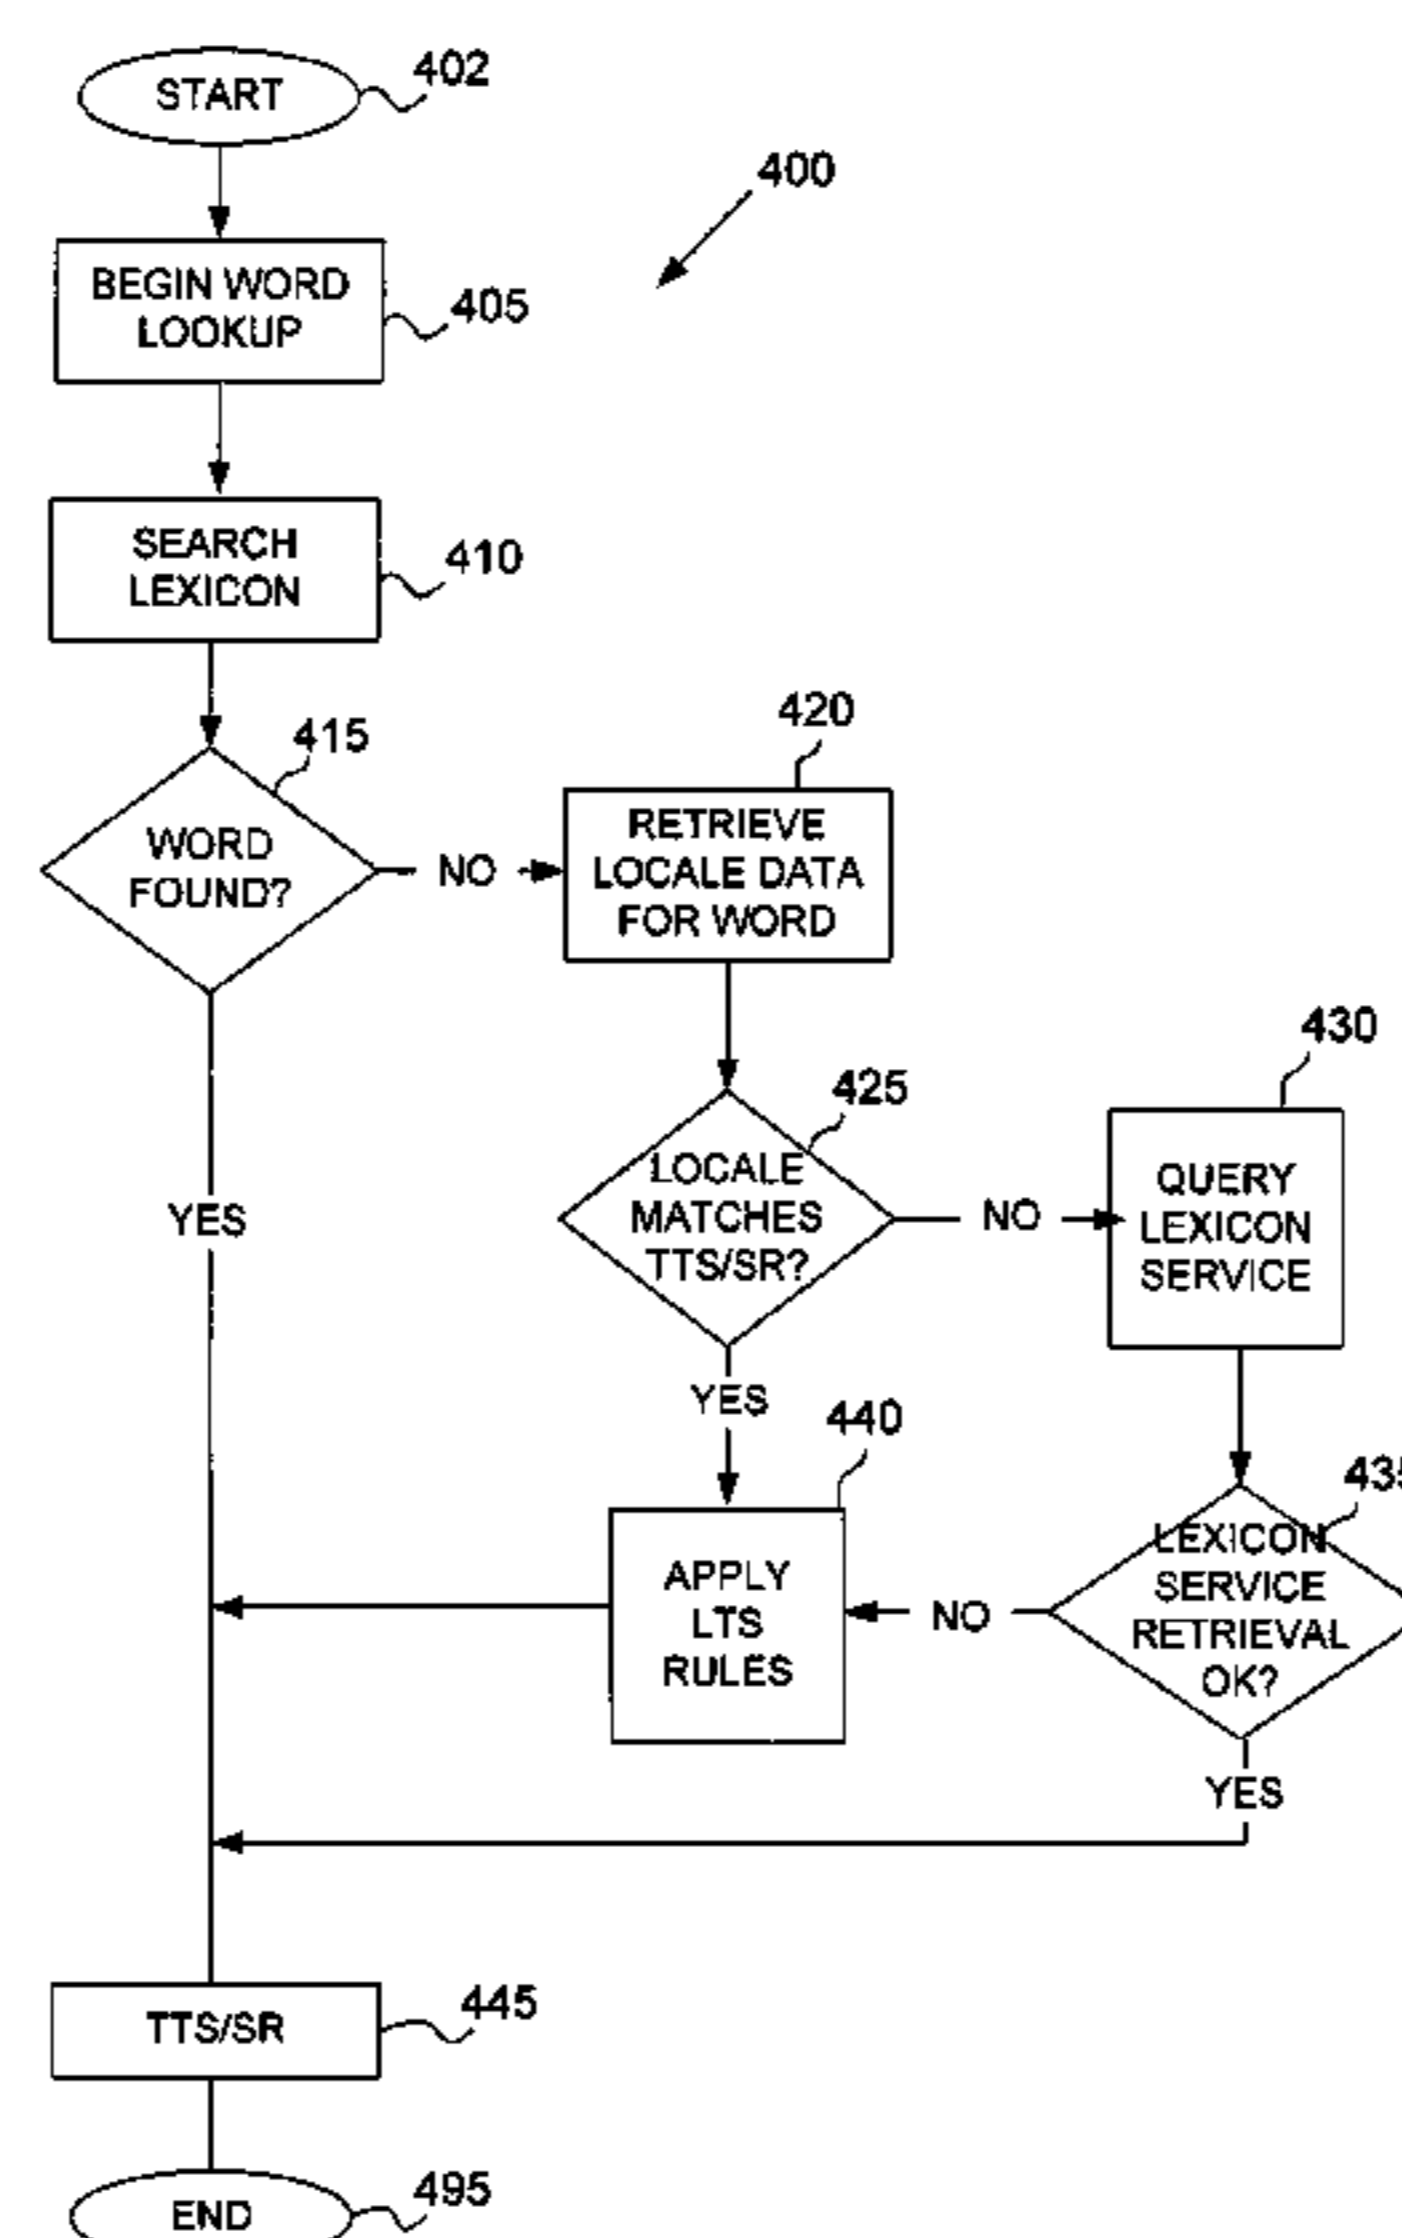 START
402
400
BEGIN WORD
LOOKUP
405
SEARCH
LEXICON
410
415
WORD
FOUND?
NO
420
RETRIEVE
LOCALE DATA
FOR WORD
YES
425
LOCALE
MATCHES
TTS/SR?
NO
430
QUERY
LEXICON
SERVICE
YES
440
APPLY
LTS
RULES
NO
435
LEXICON
SERVICE
RETRIEVAL
OK?
YES
TTS/SR
445
END
495